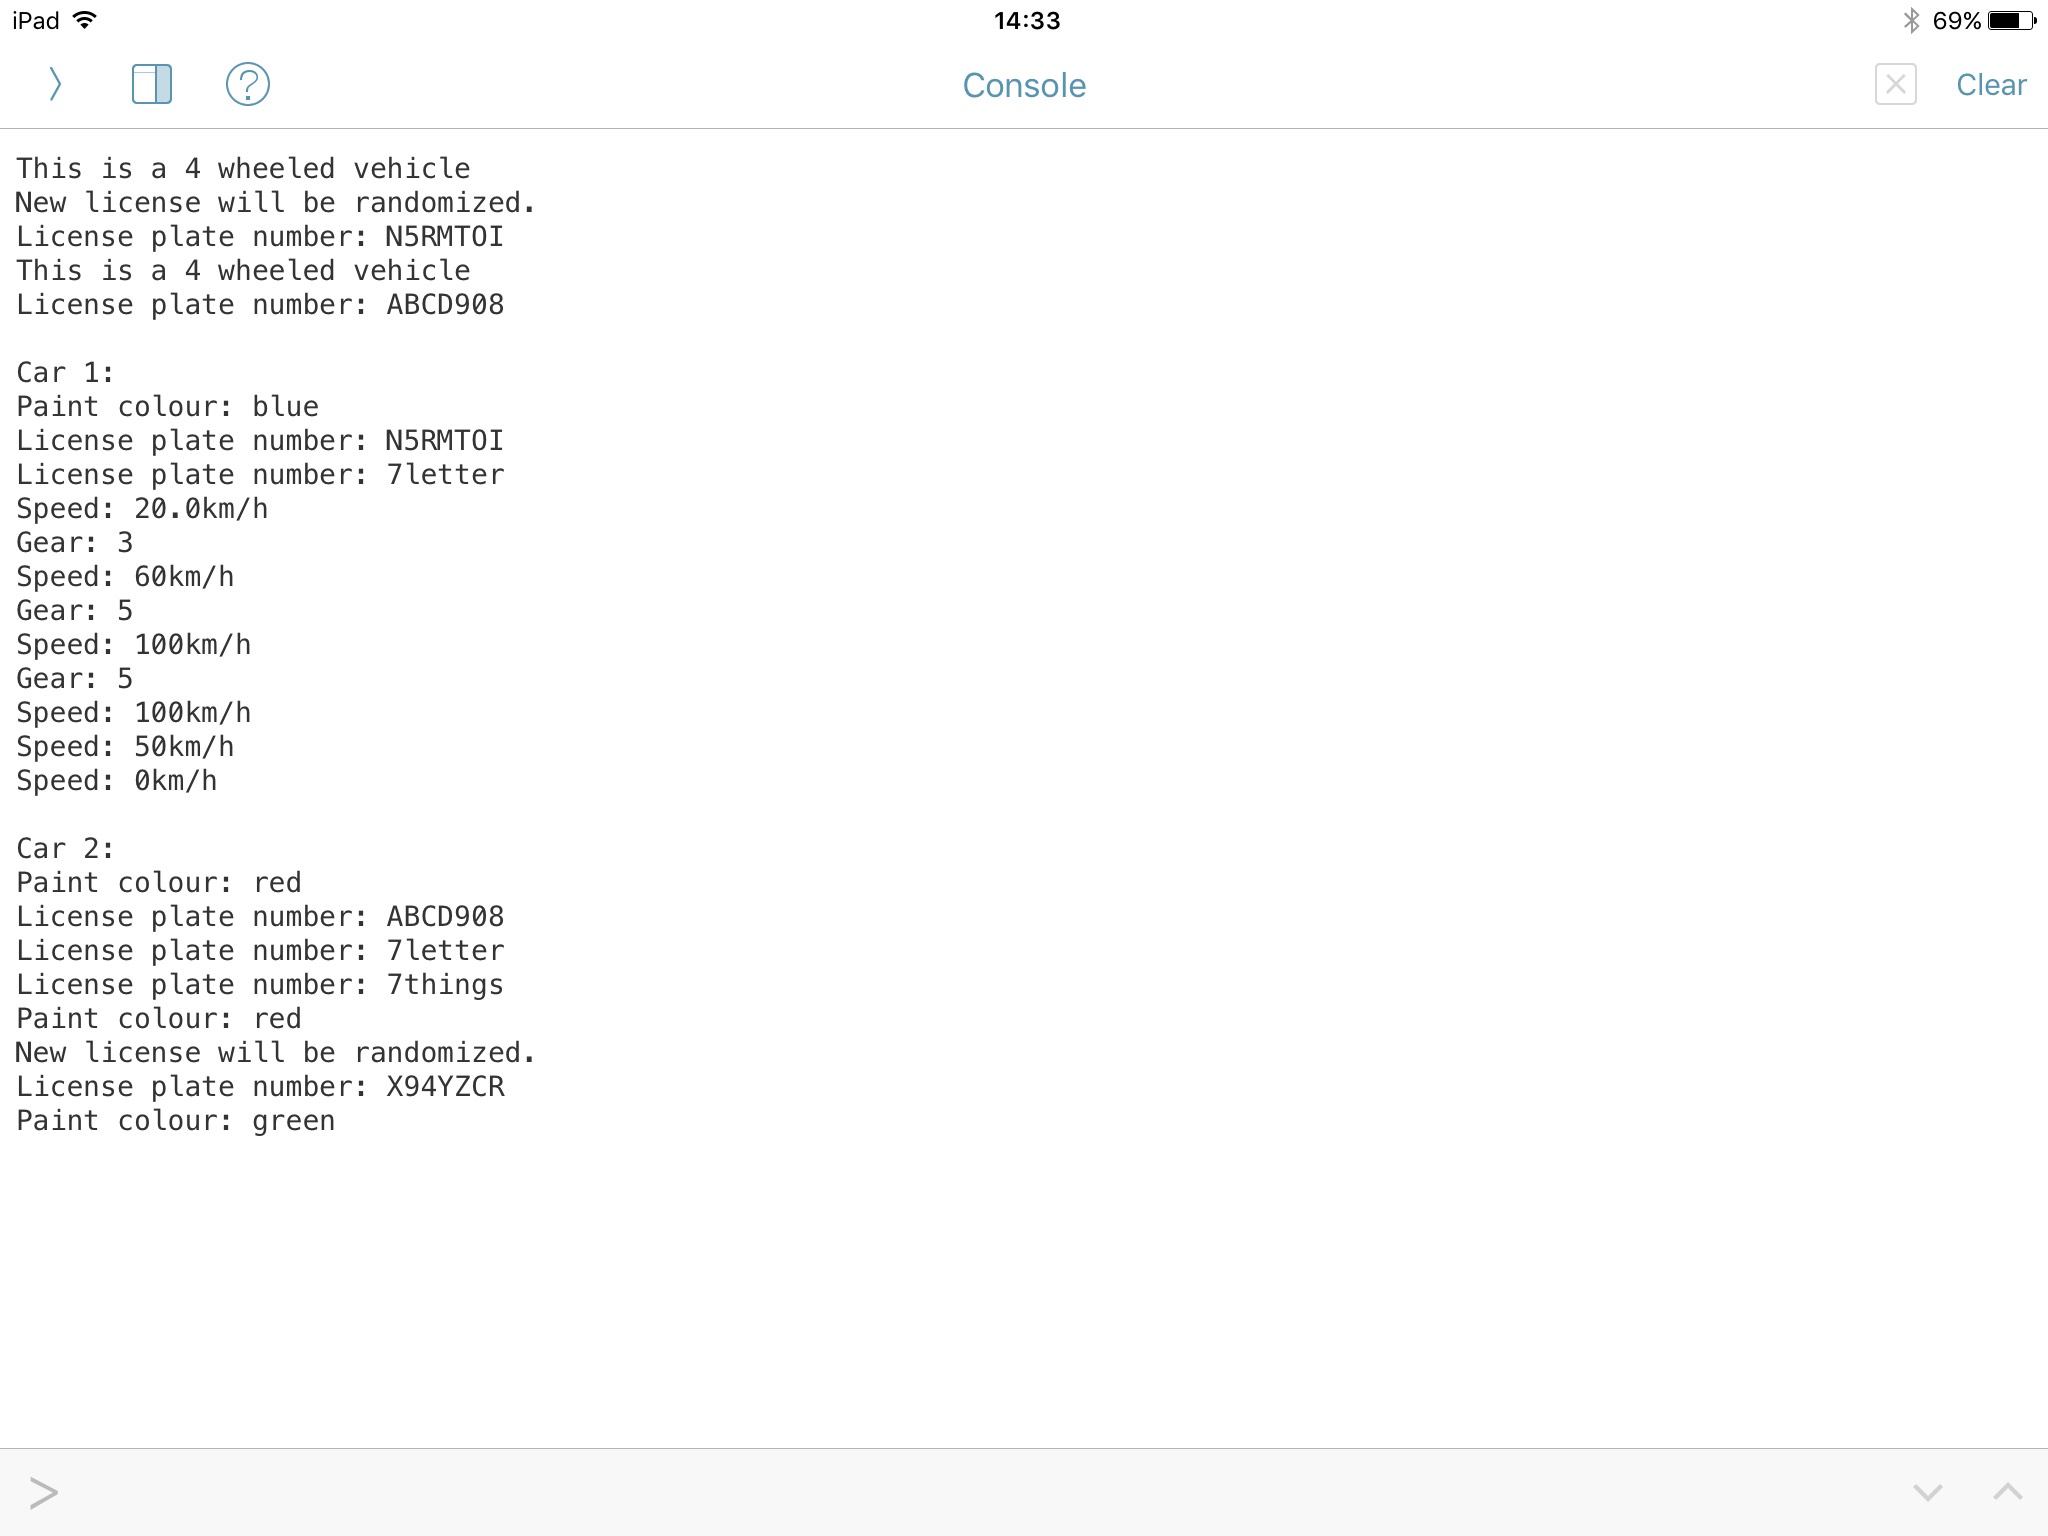 iPad 14:33 69%
Console Clear
This is a 4 wheeled vehicle
New license will be randomized.
License plate number: N5RMTOI
This is a 4 wheeled vehicle
License plate number: ABCD908
Car 1:
Paint colour: blue
License plate number: N5RMTOI
License plate number: 7letter
Speed: 20.0km/h
Gear: 3
Speed: 60km/h
Gear: 5
Speed: 100km/h
Gear: 5
Speed: 100km/h
Speed: 50km/h
Speed: 0km/h
Car 2:
Paint colour: red
License plate number: ABCD908
License plate number: 7letter
License plate number: 7things
Paint colour: red
New license will be randomized.
License plate number: X94YZCR
Paint colour: green
>